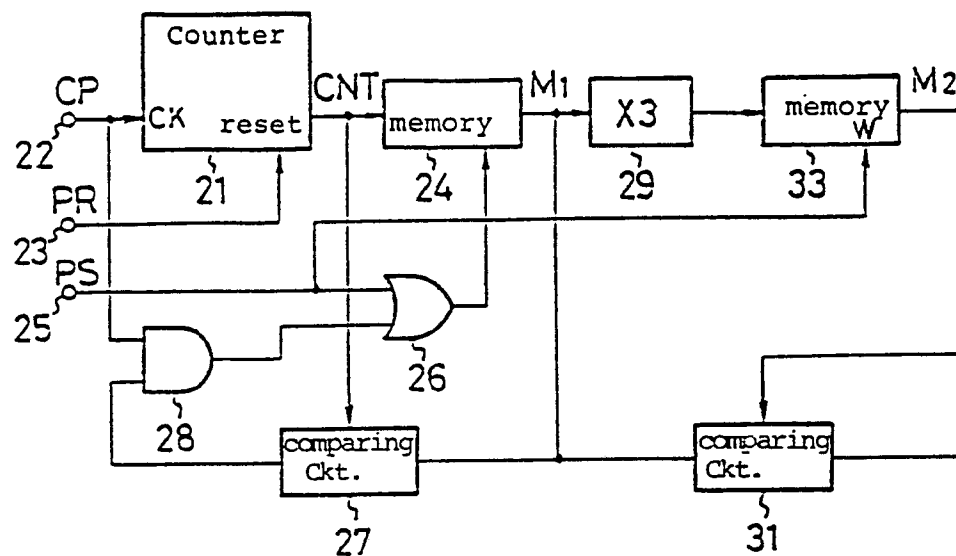 Counter
CP
CK
reset
22
21
CNT
memory
24
M1
X3
29
memory
W
33
M2
PR
23
PS
25
26
28
comparing
Ckt.
27
comparing
Ckt.
31